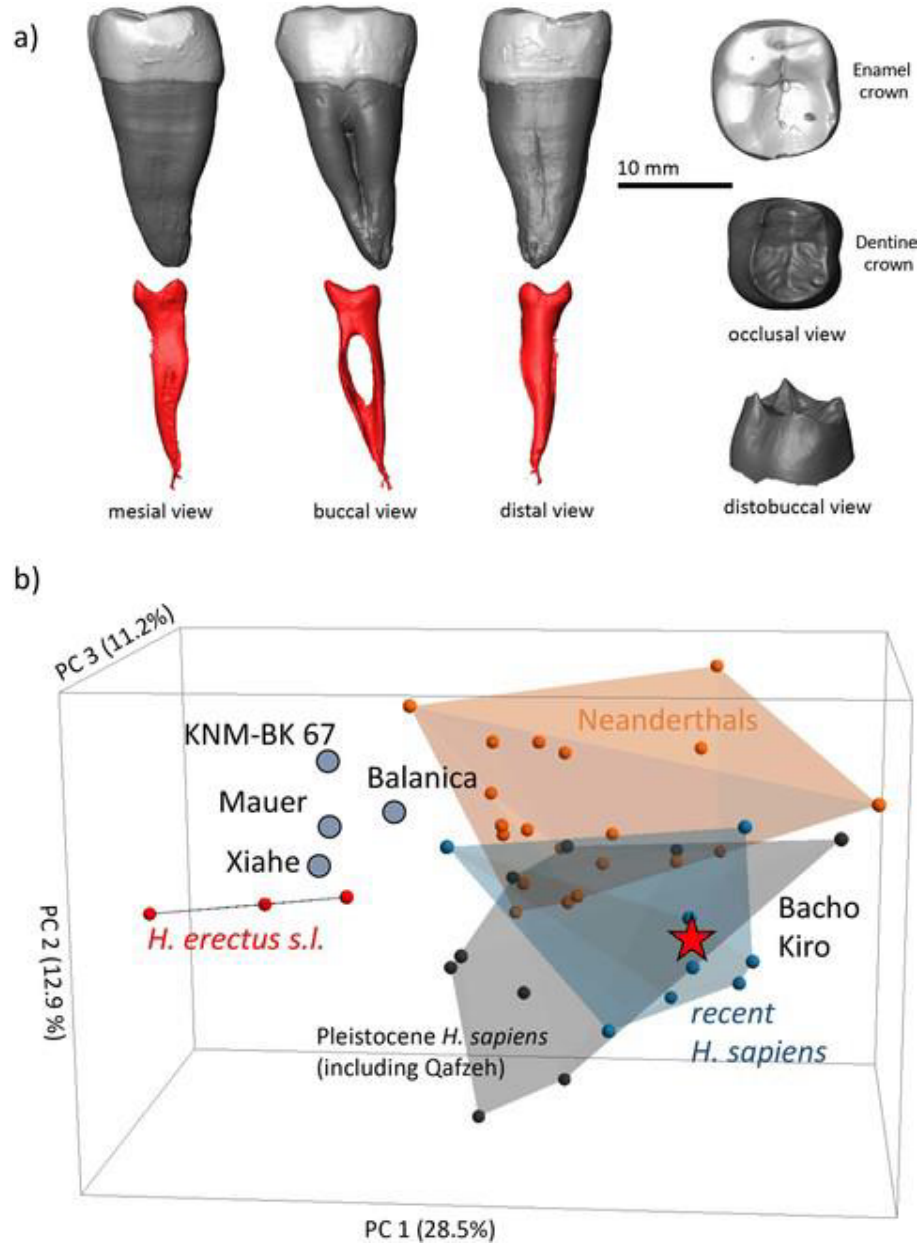 a)
Enamel
crown
10 mm
Dentine
crown
occlusal view
mesial view
buccal view
distal view
distobuccal view
b)
PC 3 (11.2%)
KNM-BK 67
Neanderthals
Balanica
Mauer
Xiahe
H. erectus s.l.
Bacho
Kiro
PC 2 (12.9 %)
Pleistocene H. sapiens
(including Qafzeh)
recent
H. sapiens
PC 1 (28.5%)